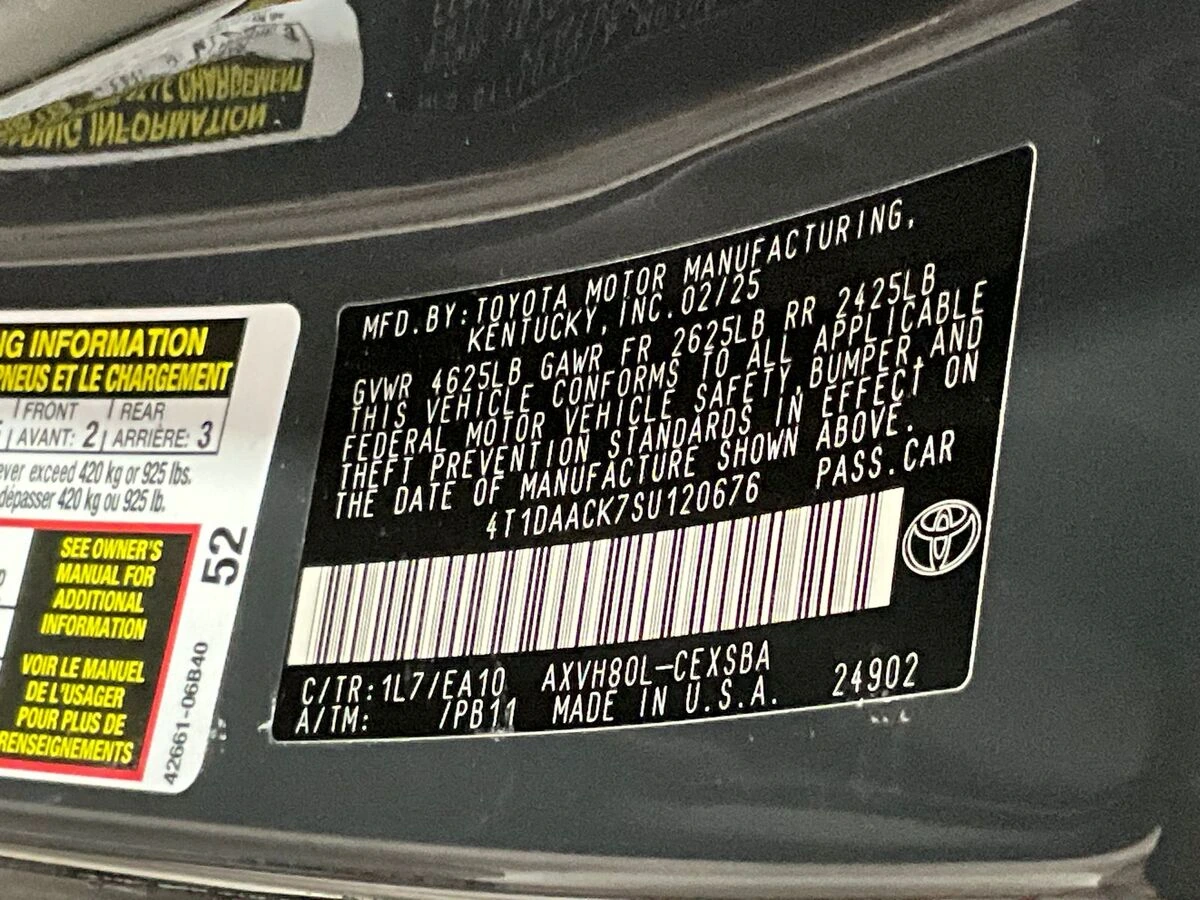 NG INFORMATION
PNEUS ET LE CHARGEMENT
FRONT REAR
AVANT: 2 ARRIÈRE: 3
ever exceed 420 kg or 925 lbs.
dépasser 420 kg ou 925 lb.
SEE OWNER'S
MANUAL FOR
ADDITIONAL
INFORMATION
VOIR LE MANUEL
DE L'USAGER
POUR PLUS DE
RENSEIGNEMENTS
52
42661-06B40
MFD. BY: TOYOTA MOTOR MANUFACTURING,
KENTUCKY, INC. 02/25
GVWR 4625LB GAWR FR 2625LB RR 2425LB
THIS VEHICLE CONFORMS TO ALL APPLICABLE
FEDERAL MOTOR VEHICLE SAFETY, BUMPER, AND
THEFT PREVENTION STANDARDS IN EFFECT ON
THE DATE OF MANUFACTURE SHOWN ABOVE.
4T1DAACK7SU120676 PASS. CAR
C/TR: 1L7/EA10 AXVH80L-CEXSBA
A/TM: /PB11 MADE IN U.S.A. 24902